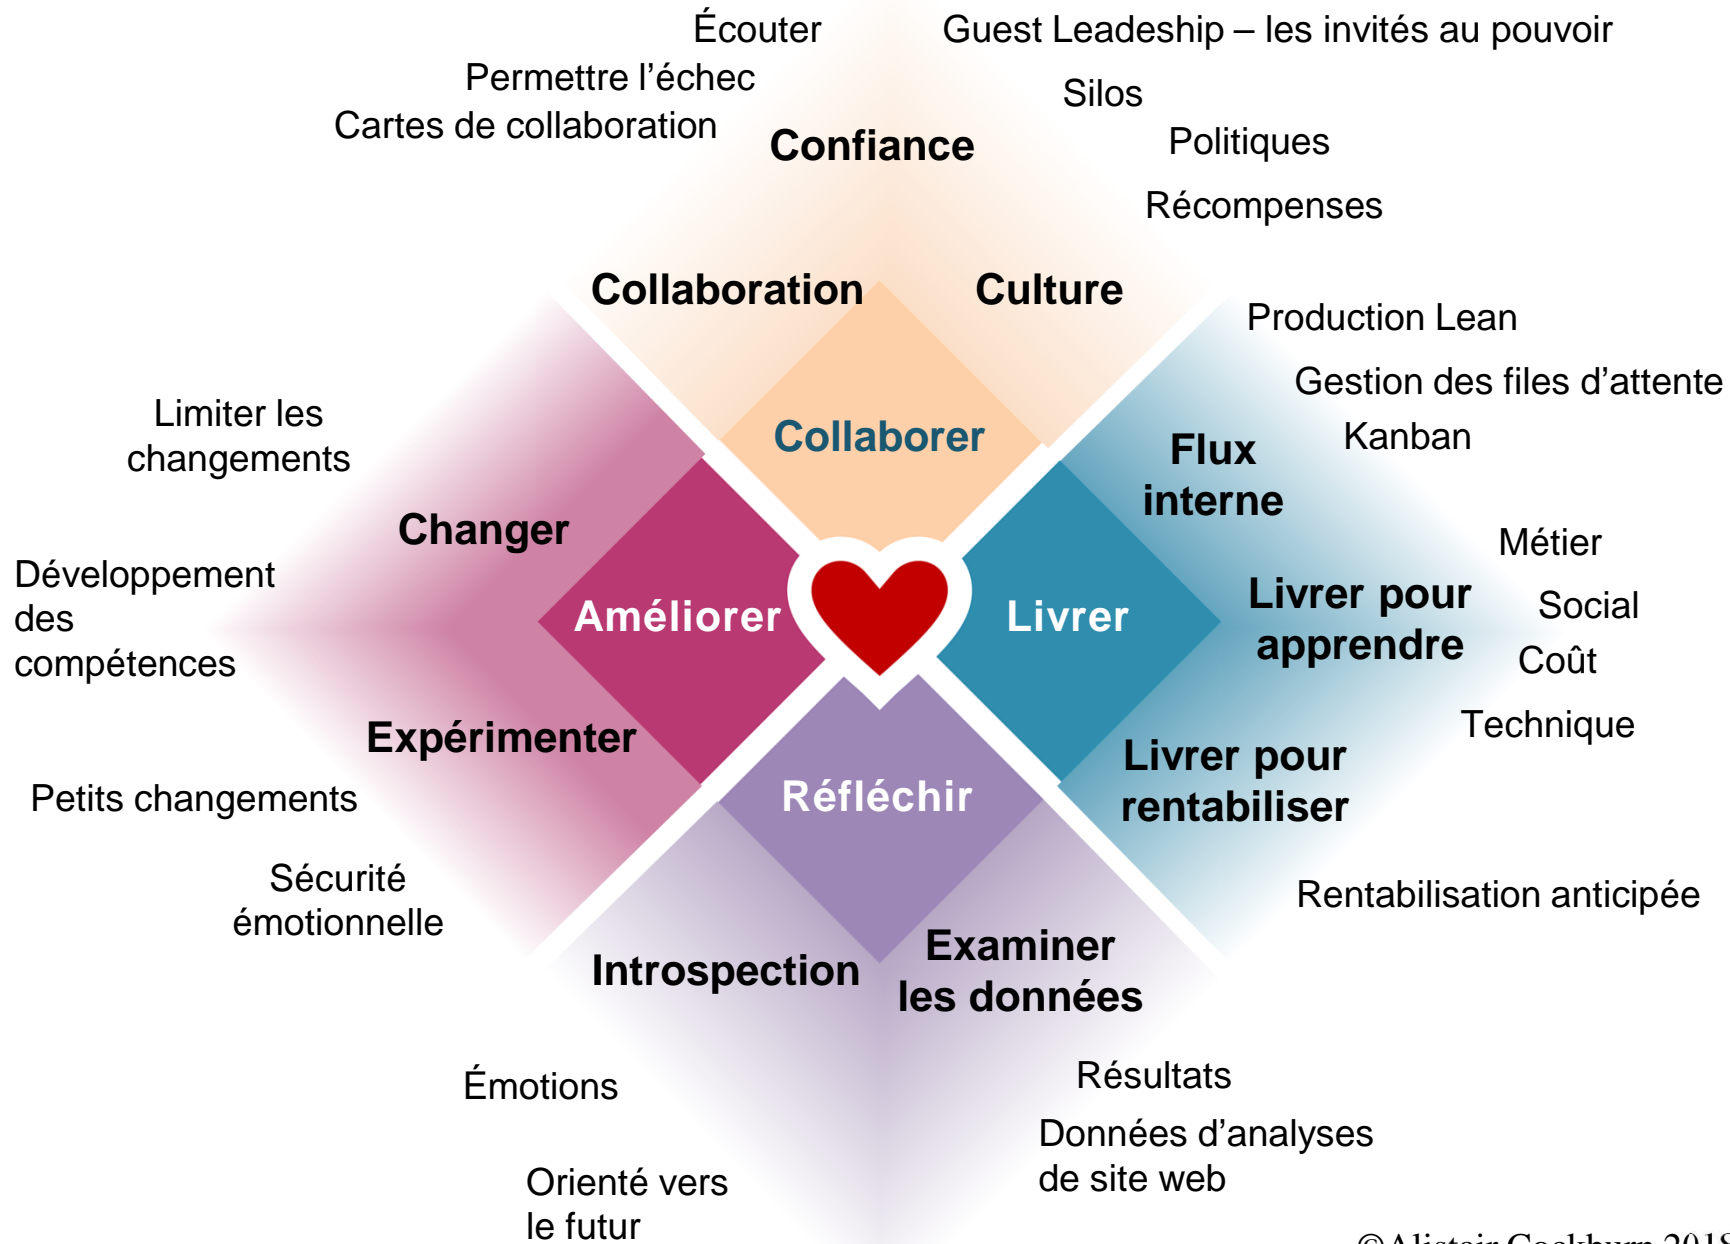 Écouter
Guest Leadeship – les invités au pouvoir
Permettre l’échec
Silos
Cartes de collaboration
Confiance
Politiques
Récompenses
Collaboration
Culture
Production Lean
Gestion des files d’attente
Limiter les
changements
Collaborer
Flux
interne
Kanban
Changer
Métier
Développement
des
compétences
Améliorer
Livrer
Livrer pour
apprendre
Social
Coût
Technique
Expérimenter
Livrer pour
rentabiliser
Petits changements
Réfléchir
Sécurité
émotionnelle
Rentabilisation anticipée
Introspection
Examiner
les données
Émotions
Résultats
Données d’analyses
de site web
Orienté vers
le futur
©Alistair Cockburn 2018